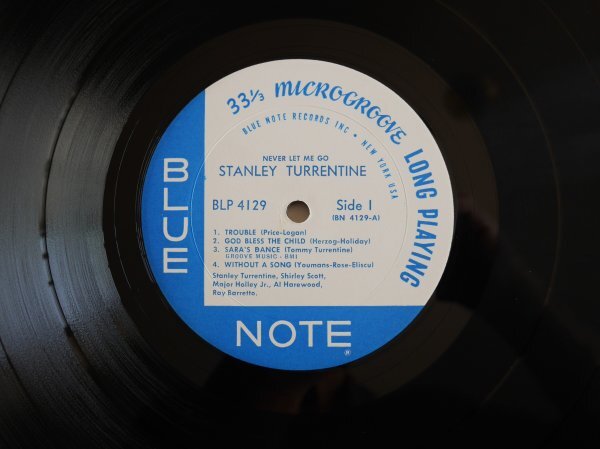 33 1/3 MICROGROOVE LONG PLAYING
BLUE NOTE RECORDS INC • NEW YORK USA
NEVER LET ME GO
STANLEY TURRENTINE
BLP 4129 Side 1
(BN 4129-A)
1. TROUBLE (Price-Logan)
2. GOD BLESS THE CHILD (Herzog-Holiday)
3. SARA'S DANCE (Tommy Turrentine)
GROOVE MUSIC - BMI
4. WITHOUT A SONG (Youmans-Rose-Eliscu)
Stanley Turrentine, Shirley Scott,
Major Holley Jr., Al Harewood,
Ray Barretto.
BLUE
NOTE ®